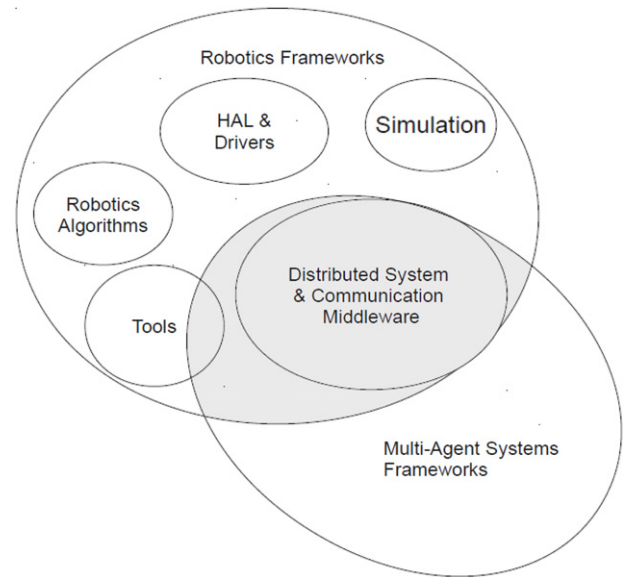 Robotics Frameworks
HAL &
Drivers
Simulation
Robotics
Algorithms
Distributed System
& Communication
Middleware
Tools
Multi-Agent Systems
Frameworks